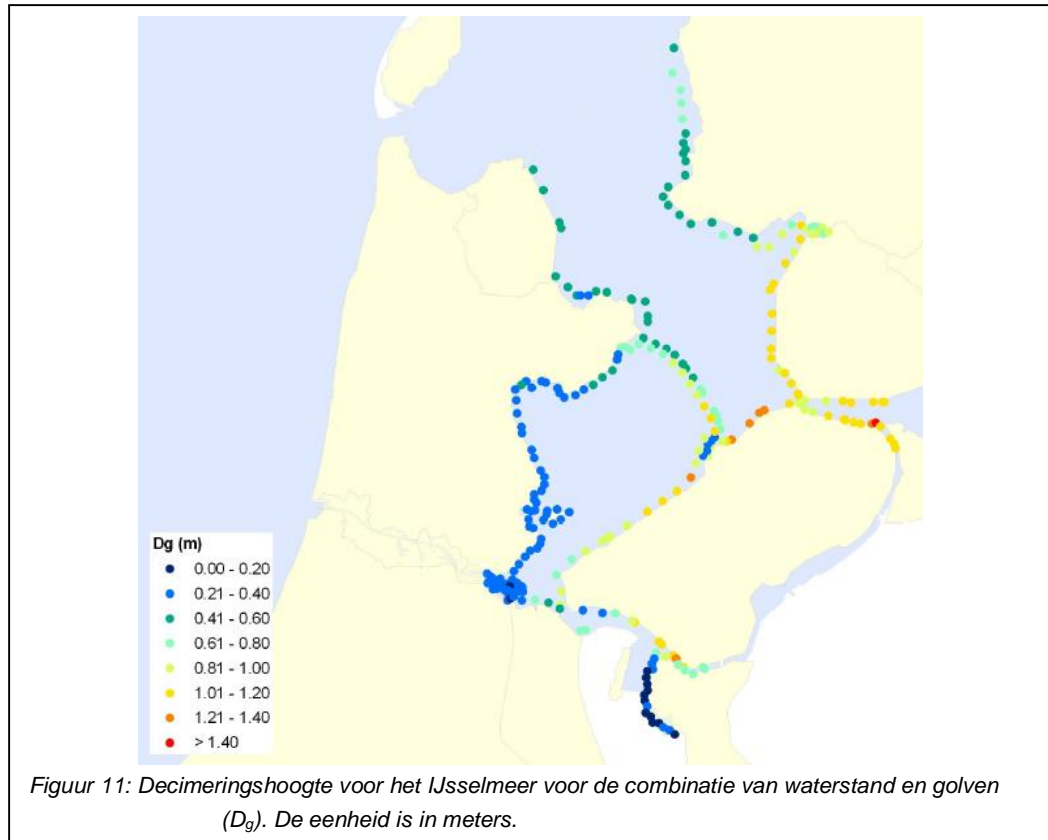 Dg (m)
0.00 - 0.20
0.21 - 0.40
0.41 - 0.60
0.61 - 0.80
0.81 - 1.00
1.01 - 1.20
1.21 - 1.40
> 1.40
Figuur 11: Decimeringshoogte voor het IJsselmeer voor de combinatie van waterstand en golven
(Dg). De eenheid is in meters.